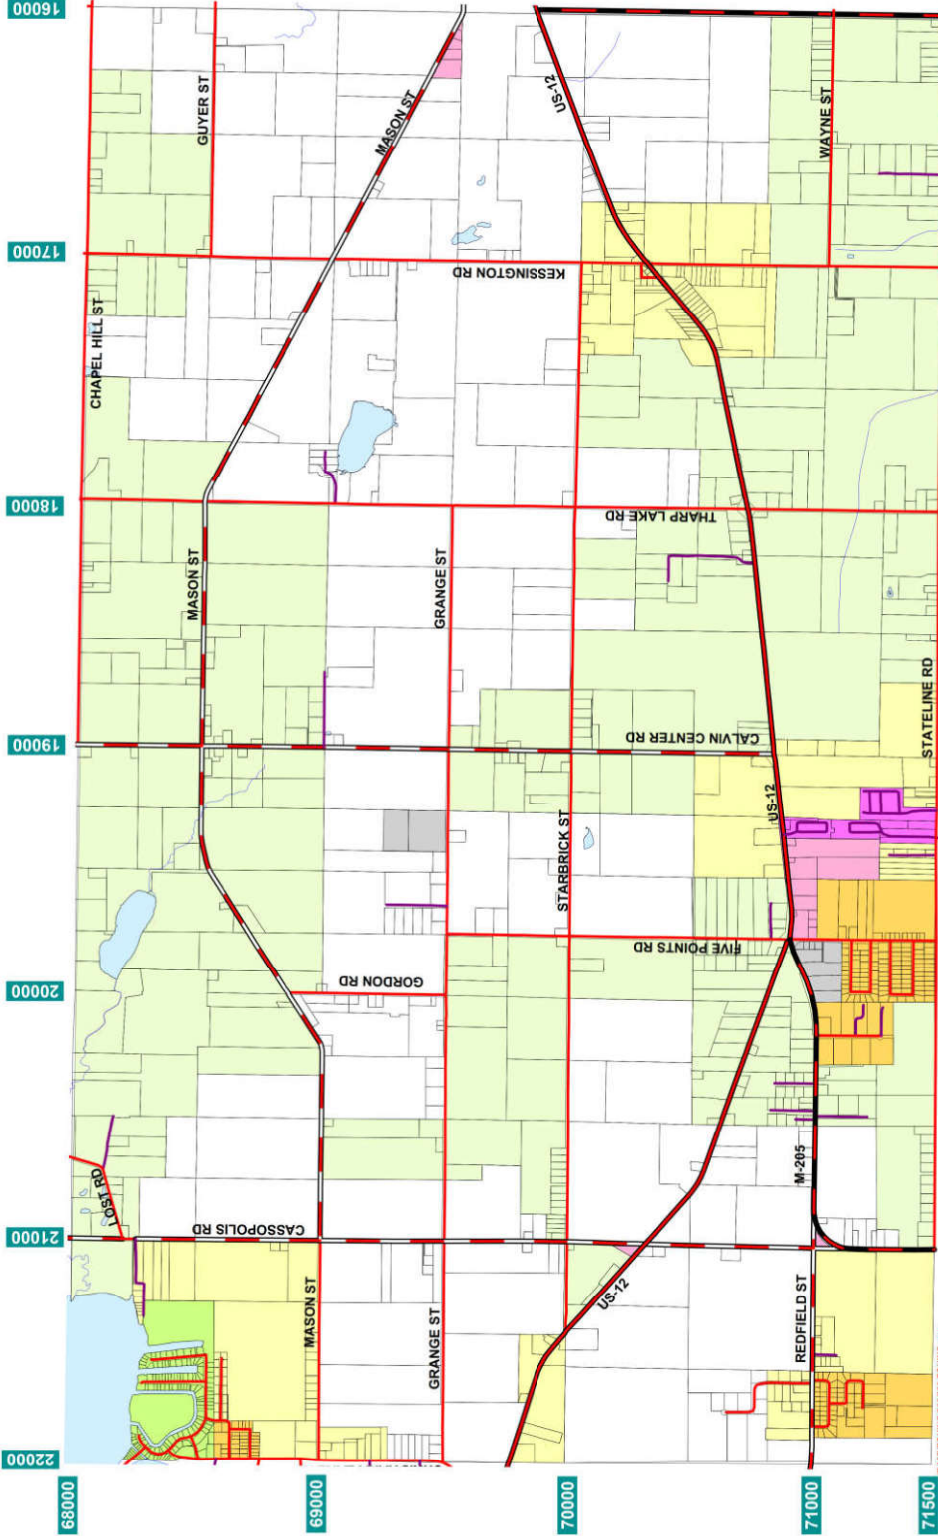 16000
GUYER ST
MASON ST
US-12
WAYNE ST
17000
KESSINGTON RD
CHAPEL HILL ST
18000
THARP LAKE RD
MASON ST
GRANGE ST
STATELINE RD
CALVIN CENTER RD
19000
US-12
STARBRICK ST
FIVE POINTS RD
GORDON RD
20000
M-205
LOST RD
CASSOPOLIS RD
21000
US-12
MASON ST
GRANGE ST
REDFIELD ST
22000
68000
69000
70000
71000
71500